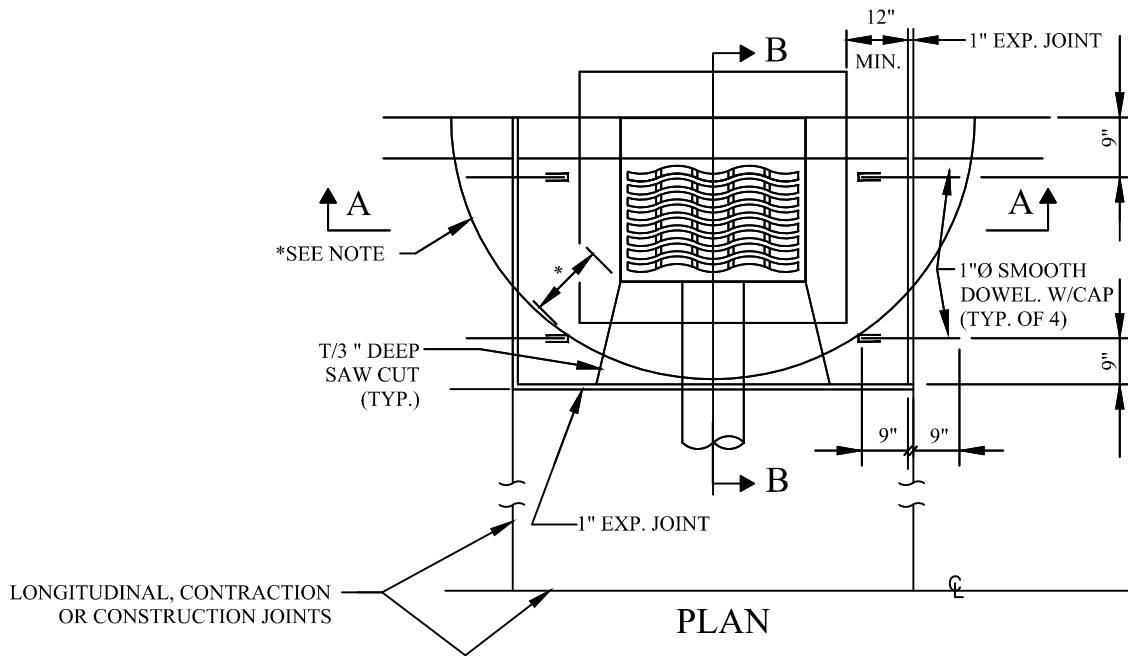 12"
B
1" EXP. JOINT
MIN.
9"
A
A
*SEE NOTE
*
1"Ø SMOOTH
DOWEL. W/CAP
(TYP. OF 4)
T/3 " DEEP
SAW CUT
(TYP.)
9"
9"
9"
B
1" EXP. JOINT
LONGITUDINAL, CONTRACTION
OR CONSTRUCTION JOINTS
℄
PLAN